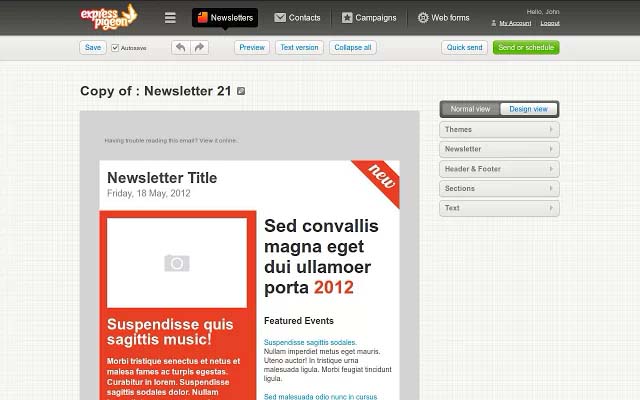 express pigeon
Newsletters
Contacts
Campaigns
Web forms
Hello, John
My Account
Logout
Save
Autosave
Preview
Text version
Collapse all
Quick send
Send or schedule
Copy of : Newsletter 21
Normal view
Design view
Themes
Newsletter
Header & Footer
Sections
Text
Having trouble reading this email? View it online.
Newsletter Title
Friday, 18 May, 2012
new
Suspendisse quis
sagittis music!
Morbi tristique senectus et netus et
malesa fames ac turpis egestas.
Curabitur in lorem. Suspendisse
sagittis sodales dolor. Nullam
Sed convallis
magna eget
dui ullamoer
porta 2012
Featured Events
Suspendisse sagittis sodales.
Nullam imperdiet metus eget mauris.
Uteno auctor! In tristique urna
malesuada ligula. Morbi feugiat tincidunt
ligula.
Sed malesuada odio nunc in cursus